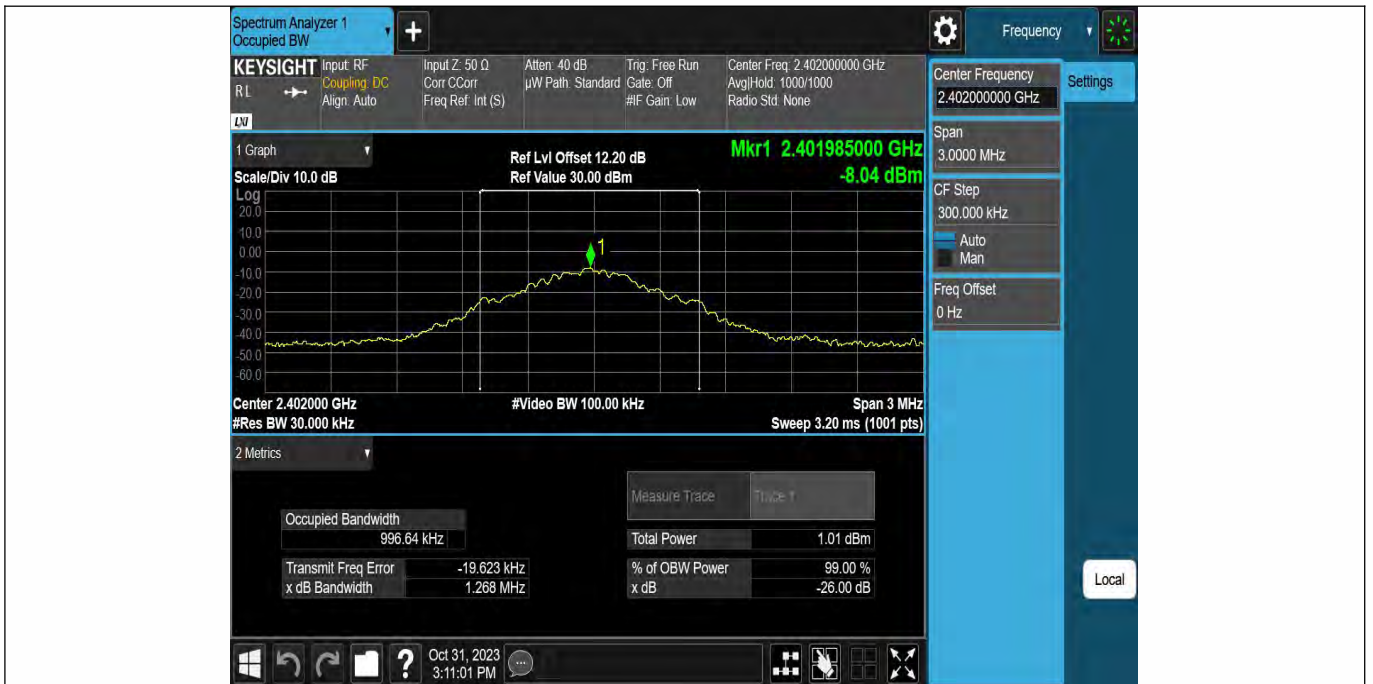 Spectrum Analyzer 1
Occupied BW
+
Frequency
KEYSIGHT
RL
LXI
Input: RF
Coupling: DC
Align: Auto
Input Z: 50 Ω
Corr CCorr
Freq Ref: Int (S)
Atten: 40 dB
µW Path: Standard
Trig: Free Run
Gate: Off
#IF Gain: Low
Center Freq: 2.402000000 GHz
Avg|Hold: 1000/1000
Radio Std: None
Center Frequency
2.402000000 GHz
Settings
Span
3.0000 MHz
CF Step
300.000 kHz
Auto
Man
Freq Offset
0 Hz
Local
1 Graph
Scale/Div 10.0 dB
Ref Lvl Offset 12.20 dB
Ref Value 30.00 dBm
Mkr1 2.401985000 GHz
-8.04 dBm
Log
20.0
10.0
0.00
-10.0
-20.0
-30.0
-40.0
-50.0
-60.0
1
Center 2.402000 GHz
#Res BW 30.000 kHz
#Video BW 100.00 kHz
Span 3 MHz
Sweep 3.20 ms (1001 pts)
2 Metrics
Measure Trace
Trace 1
Occupied Bandwidth
996.64 kHz
Total Power 1.01 dBm
Transmit Freq Error -19.623 kHz
% of OBW Power 99.00 %
x dB Bandwidth 1.268 MHz
x dB -26.00 dB
?
Oct 31, 2023
3:11:01 PM